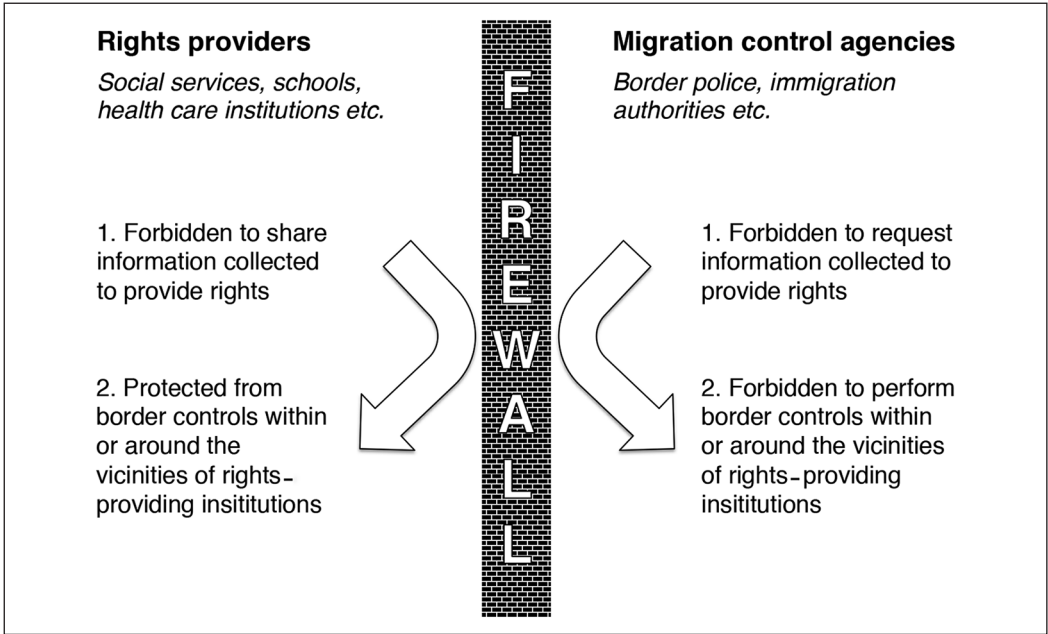 Rights providers
Social services, schools,
health care institutions etc.
1. Forbidden to share
information collected
to provide rights
2. Protected from
border controls within
or around the
vicinities of rights-
providing insititutions
FIREWALL
Migration control agencies
Border police, immigration
authorities etc.
1. Forbidden to request
information collected to
provide rights
2. Forbidden to perform
border controls within
or around the vicinities
of rights-providing
insititutions